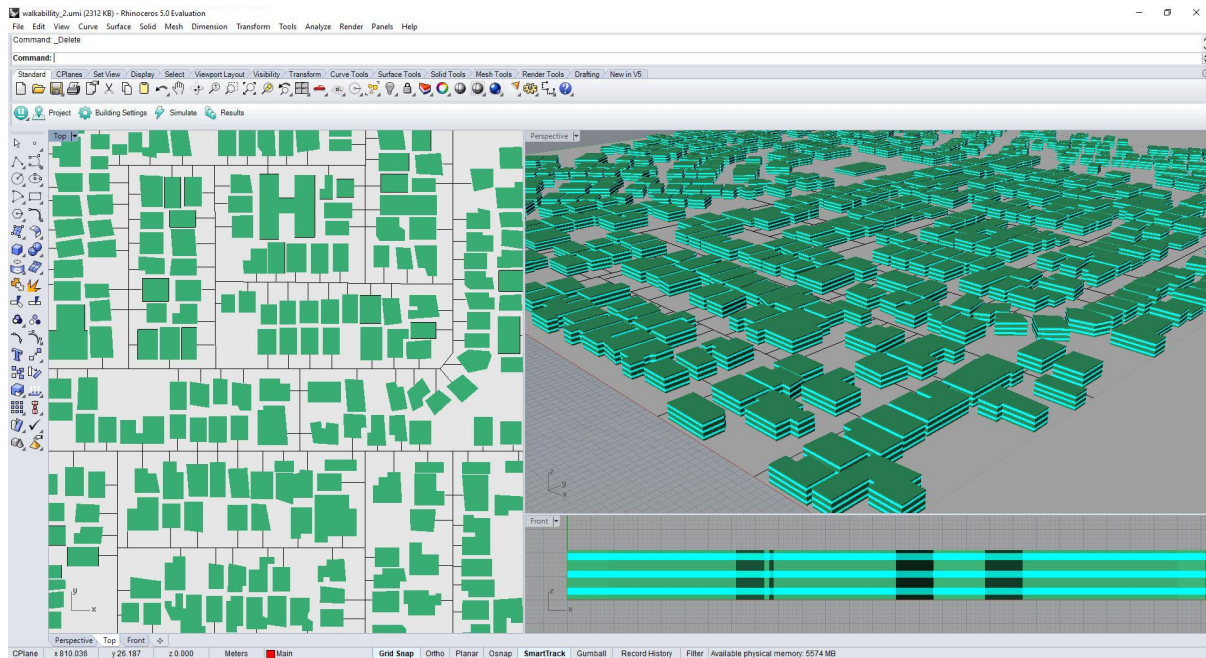 walkability_2.umi (2312 KB) - Rhinoceros 5.0 Evaluation
File Edit View Curve Surface Solid Mesh Dimension Transform Tools Analyze Render Panels Help
Command: _Delete
Command:
Standard CPlanes Set View Display Select Viewport Layout Visibility Transform Curve Tools Surface Tools Solid Tools Mesh Tools Render Tools Drafting New in V5
Project Building Settings Simulate Results
Top
Perspective
z
y
x
Front
y
x
z
x
Perspective Top Front
CPlane x 810.036 y 26.187 z 0.000 Meters Main Grid Snap Ortho Planar Osnap SmartTrack Gumball Record History Filter Available physical memory: 5574 MB